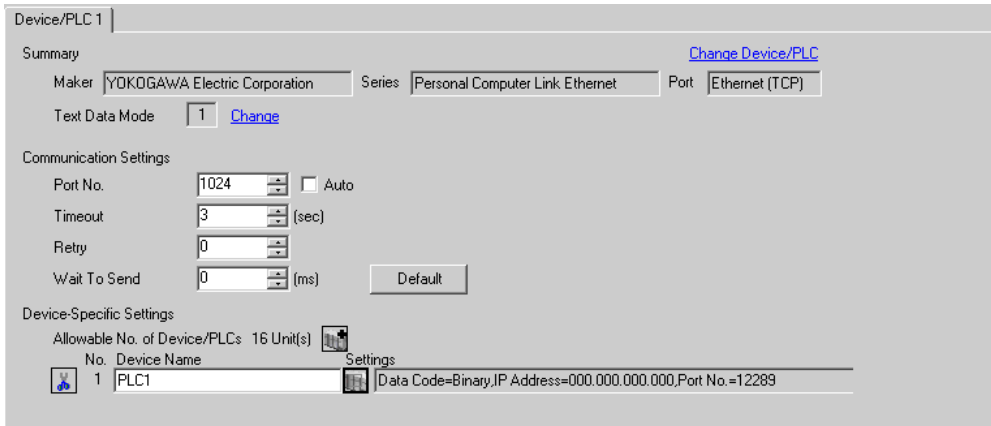 Device/PLC 1
Summary Change Device/PLC
Maker YOKOGAWA Electric Corporation Series Personal Computer Link Ethernet Port Ethernet (TCP)
Text Data Mode 1 Change
Communication Settings
Port No. 1024 Auto
Timeout 3 (sec)
Retry 0
Wait To Send 0 (ms) Default
Device-Specific Settings
Allowable No. of Device/PLCs 16 Unit(s)
No. Device Name Settings
1 PLC1 Data Code=Binary,IP Address=000.000.000.000,Port No.=12289